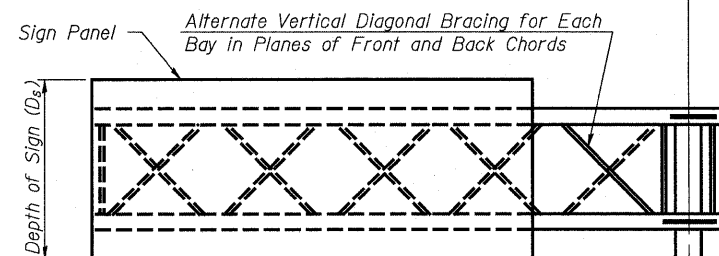 Sign Panel
Alternate Vertical Diagonal Bracing for Each
Bay in Planes of Front and Back Chords
Depth of Sign (Ds)